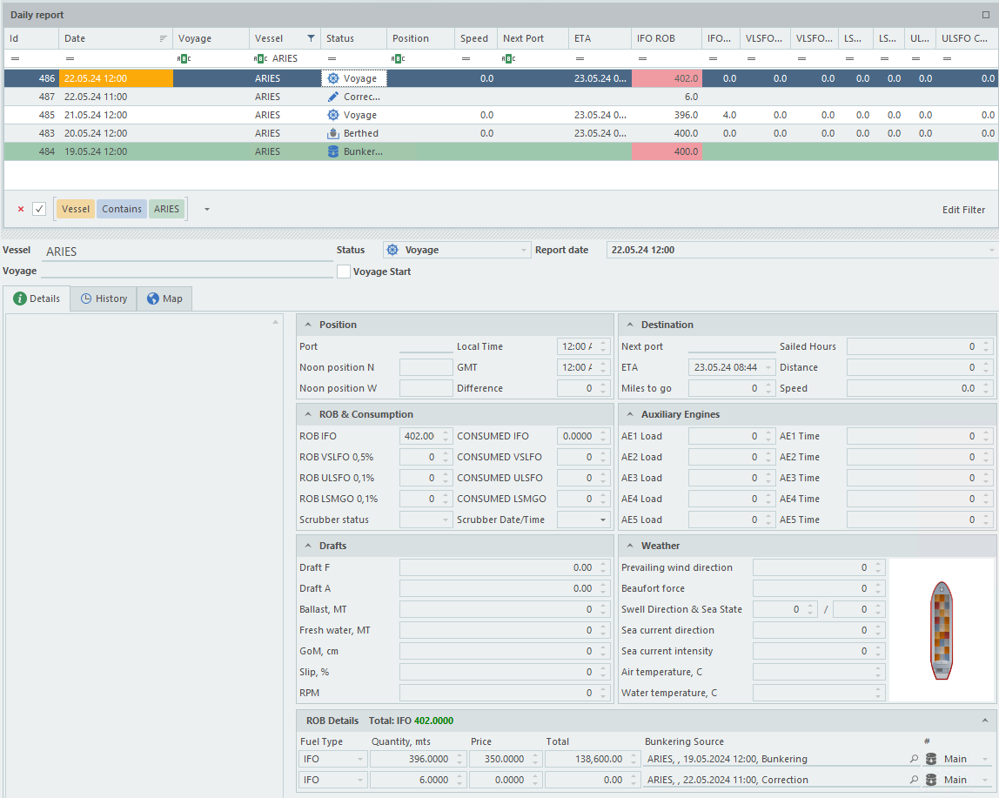 Daily report
Id Date Voyage Vessel Status Position Speed Next Port ETA IFO ROB IFO... VLSFO... VLSFO... LS... LS... UL... ULSFO C...
= = ABC ABC ARIES = ABC = ABC = = = = = = = = =
486 22.05.24 12:00 ARIES Voyage 0.0 23.05.24 0... 402.0 0.0 0.0 0.0 0.0 0.0 0.0 0.0
487 22.05.24 11:00 ARIES Correc... 6.0
485 21.05.24 12:00 ARIES Voyage 0.0 23.05.24 0... 396.0 4.0 0.0 0.0 0.0 0.0 0.0 0.0
483 20.05.24 12:00 ARIES Berthed 0.0 23.05.24 0... 400.0 0.0 0.0 0.0 0.0 0.0 0.0 0.0
484 19.05.24 12:00 ARIES Bunker... 400.0
Vessel Contains ARIES Edit Filter
Vessel ARIES Status Voyage Report date 22.05.24 12:00
Voyage Voyage Start
Details History Map
Position Destination
Port Local Time 12:00 A Next port Sailed Hours 0
Noon position N GMT 12:00 A ETA 23.05.24 08:44 Distance 0
Noon position W Difference 0 Miles to go 0 Speed 0.0
ROB & Consumption Auxiliary Engines
ROB IFO 402.00 CONSUMED IFO 0.0000 AE1 Load 0 AE1 Time 0
ROB VSLFO 0,5% 0 CONSUMED VSLFO 0 AE2 Load 0 AE2 Time 0
ROB ULSFO 0,1% 0 CONSUMED ULSFO 0 AE3 Load 0 AE3 Time 0
ROB LSMGO 0,1% 0 CONSUMED LSMGO 0 AE4 Load 0 AE4 Time 0
Scrubber status Scrubber Date/Time AE5 Load 0 AE5 Time 0
Drafts Weather
Draft F 0.00 Prevailing wind direction 0
Draft A 0.00 Beaufort force 0
Ballast, MT 0 Swell Direction & Sea State 0 / 0
Fresh water, MT 0 Sea current direction 0
GoM, cm 0 Sea current intensity 0
Slip, % 0 Air temperature, C
RPM 0 Water temperature, C
ROB Details Total: IFO 402.0000
Fuel Type Quantity, mts Price Total Bunkering Source #
IFO 396.0000 350.0000 138,600.00 ARIES, , 19.05.2024 12:00, Bunkering Main
IFO 6.0000 0.0000 0.00 ARIES, , 22.05.2024 11:00, Correction Main